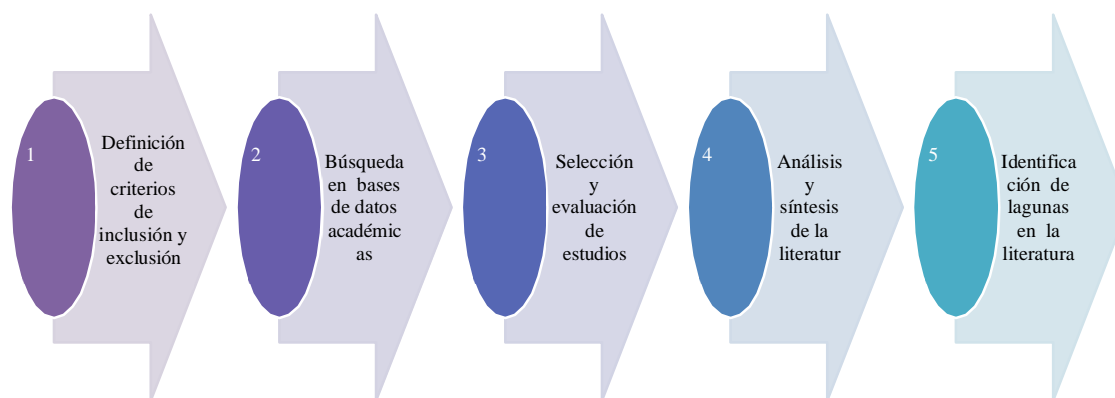 1
Definición
de
criterios
de
inclusión y
exclusión
2
Búsqueda
en bases
de datos
académic
as
3
Selección
y
evaluación
de
estudios
4
Análisis
y
síntesis
de la
literatur
5
Identifica
ción de
lagunas
en la
literatura